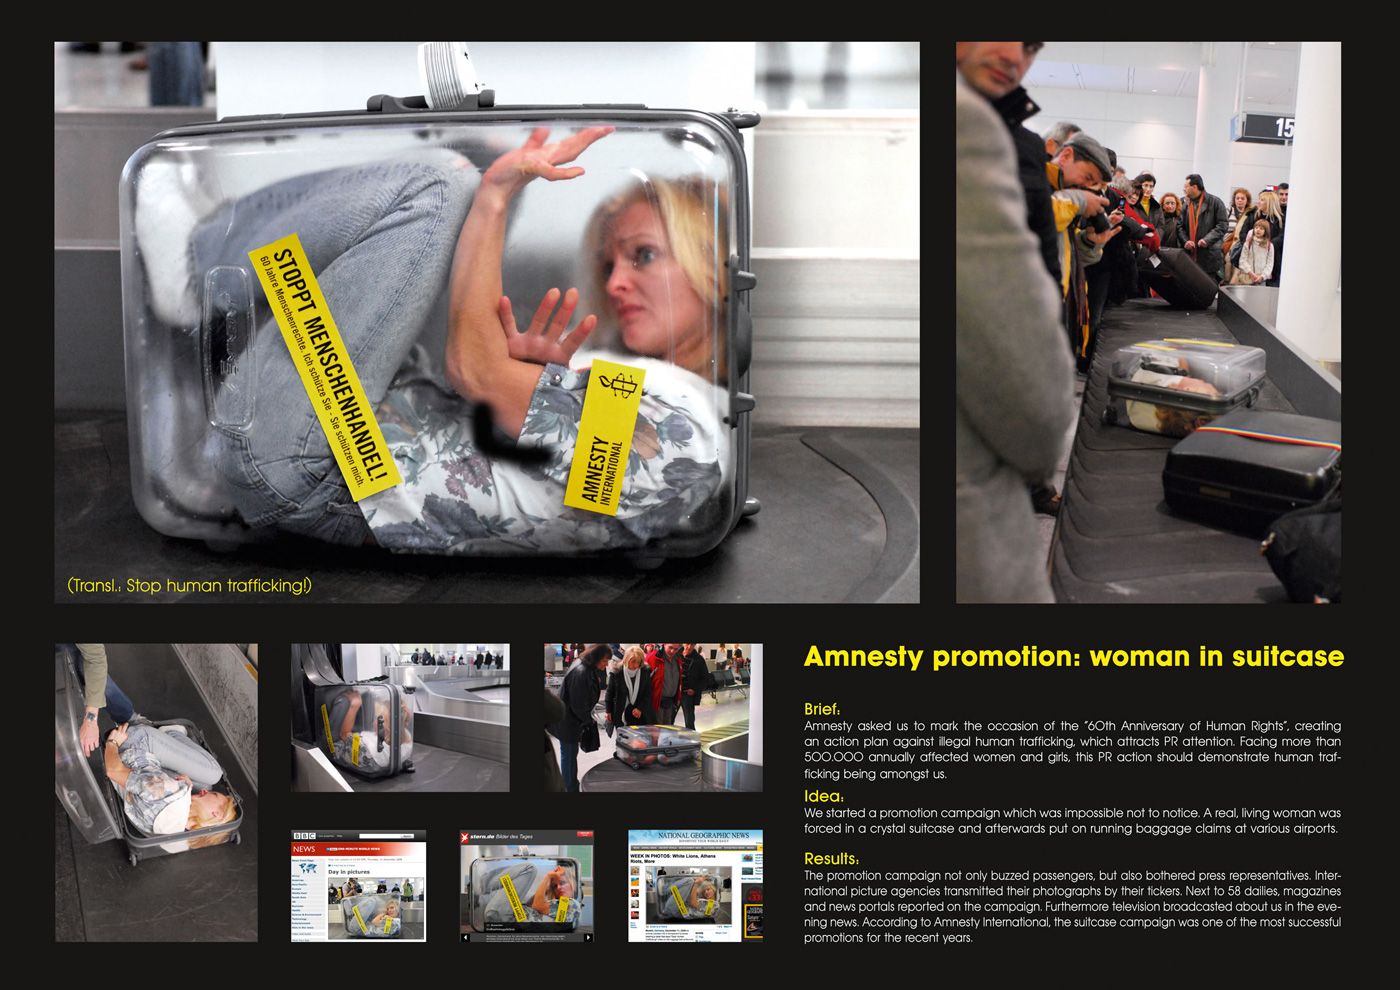 STOPPT MENSCHENHANDEL!
60 Jahre Menschenrechte. Ich schütze Sie - Sie schützen mich.
AMNESTY
INTERNATIONAL
(Transl.: Stop human trafficking!)
15
Amnesty promotion: woman in suitcase
Brief:
Amnesty asked us to mark the occasion of the "60th Anniversary of Human Rights", creating
an action plan against illegal human trafficking, which attracts PR attention. Facing more than
500.000 annually affected women and girls, this PR action should demonstrate human traf-
ficking being amongst us.
Idea:
We started a promotion campaign which was impossible not to notice. A real, living woman was
forced in a crystal suitcase and afterwards put on running baggage claims at various airports.
Results:
The promotion campaign not only buzzed passengers, but also bothered press representatives. Inter-
national picture agencies transmitted their photographs by their tickers. Next to 58 dailies, magazines
and news portals reported on the campaign. Furthermore television broadcasted about us in the eve-
ning news. According to Amnesty International, the suitcase campaign was one of the most successful
promotions for the recent years.
BBC
NEWS
Day in pictures
stern.de Bilder des Tages
NATIONAL GEOGRAPHIC NEWS
WEEK IN PHOTOS: White Lions, Athens
Riots, More